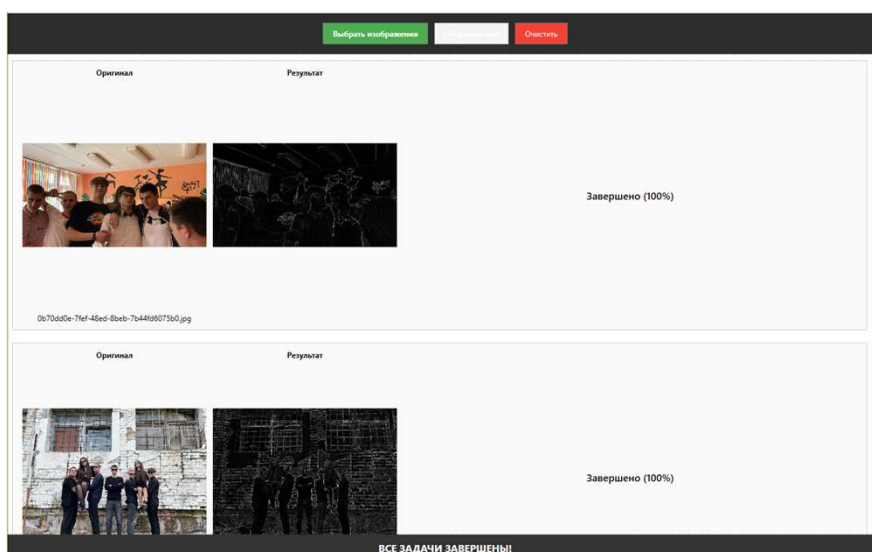 Выбрать изображения
Очистить
Оригинал
Результат
Завершено (100%)
0b70dd0e-7fef-48ed-8beb-7b44fd6075b0.jpg
Оригинал
Результат
Завершено (100%)
ВСЕ ЗАДАЧИ ЗАВЕРШЕНЫ!